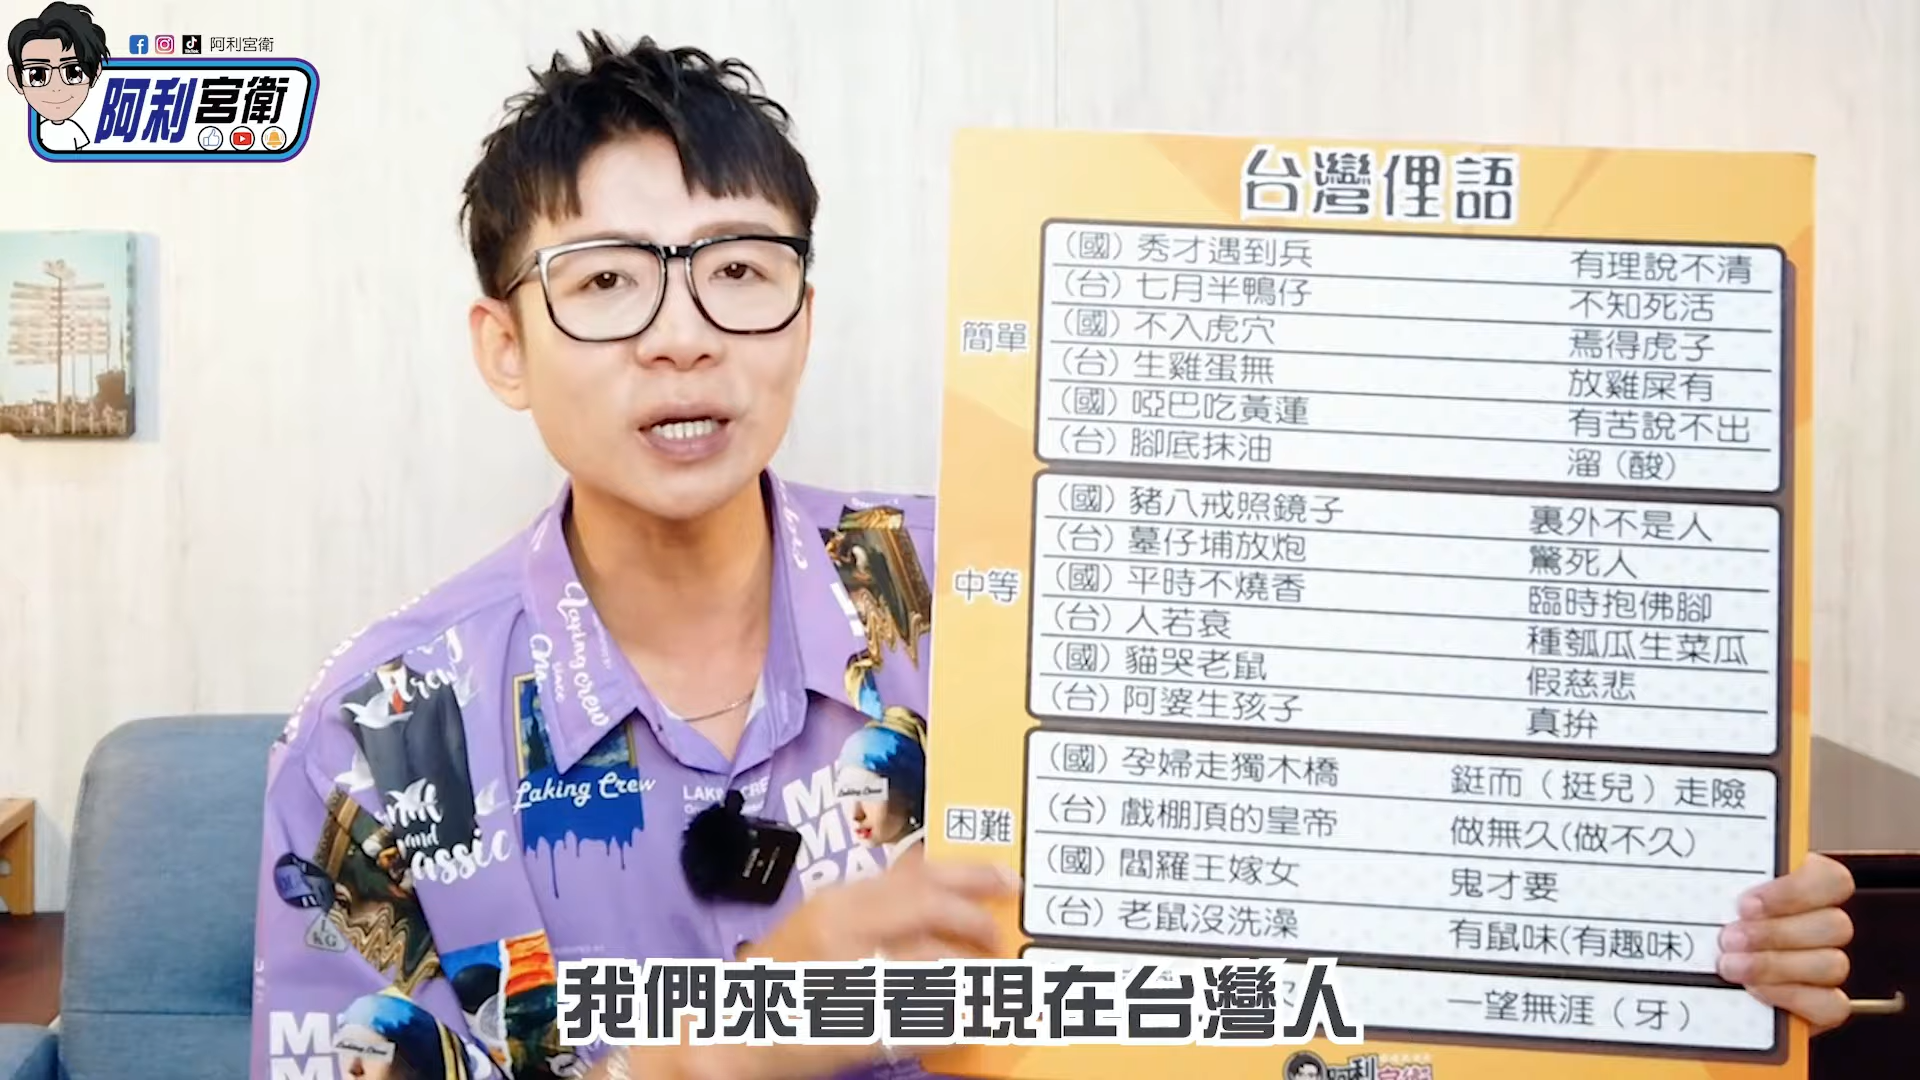 阿利宮衛
阿利宮衛
台灣俚語
簡單
(國) 秀才遇到兵 有理說不清
(台) 七月半鴨仔 不知死活
(國) 不入虎穴 焉得虎子
(台) 生雞蛋無 放雞屎有
(國) 啞巴吃黃蓮 有苦說不出
(台) 腳底抹油 溜 (酸)
中等
(國) 豬八戒照鏡子 裏外不是人
(台) 墓仔埔放炮 驚死人
(國) 平時不燒香 臨時抱佛腳
(台) 人若衰 種瓠瓜生菜瓜
(國) 貓哭老鼠 假慈悲
(台) 阿婆生孩子 真拚
困難
(國) 孕婦走獨木橋 鋌而 ( 挺兒 ) 走險
(台) 戲棚頂的皇帝 做無久(做不久)
(國) 閻羅王嫁女 鬼才要
(台) 老鼠沒洗澡 有鼠味(有趣味)
一望無涯 ( 牙 )
Laking Crew
Laking crew
since
LAKING CRE
and
KG
我們來看看現在台灣人